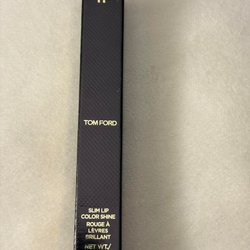 TOM FORD
SLIM LIP
COLOR SHINE
ROUGE À
LÈVRES
BRILLANT
NET WT./